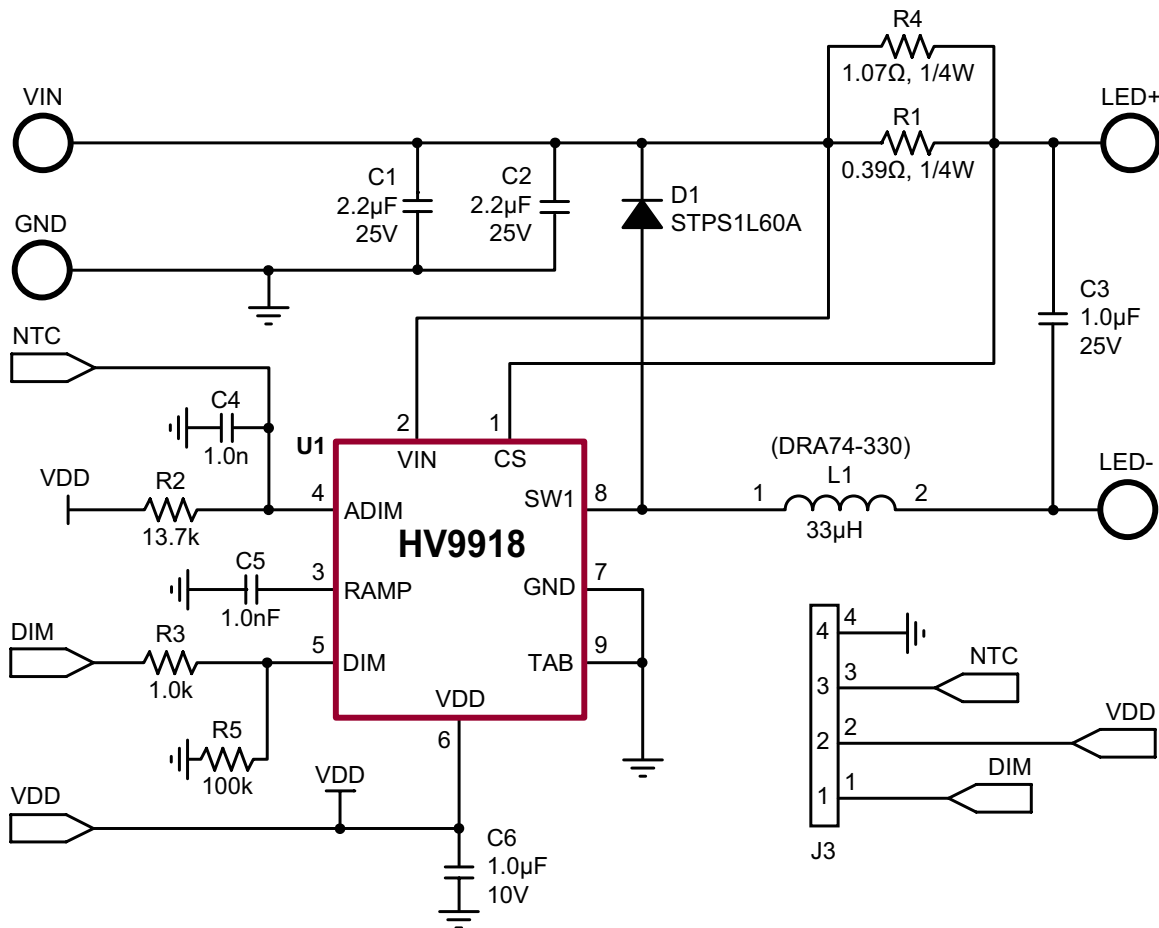 R4
1.07Ω, 1/4W
VIN
LED+
R1
0.39Ω, 1/4W
C1
2.2µF
25V
C2
2.2µF
25V
D1
STPS1L60A
GND
C3
1.0µF
25V
NTC
C4
1.0n
2
1
U1
VIN
CS
(DRA74-330)
L1
1
2
33µH
LED-
VDD
R2
13.7k
4
ADIM
SW1
8
HV9918
C5
1.0nF
3
RAMP
GND
7
DIM
R3
1.0k
5
DIM
TAB
9
VDD
6
R5
100k
VDD
VDD
C6
1.0µF
10V
4
4
3
3
NTC
2
2
VDD
1
1
DIM
J3